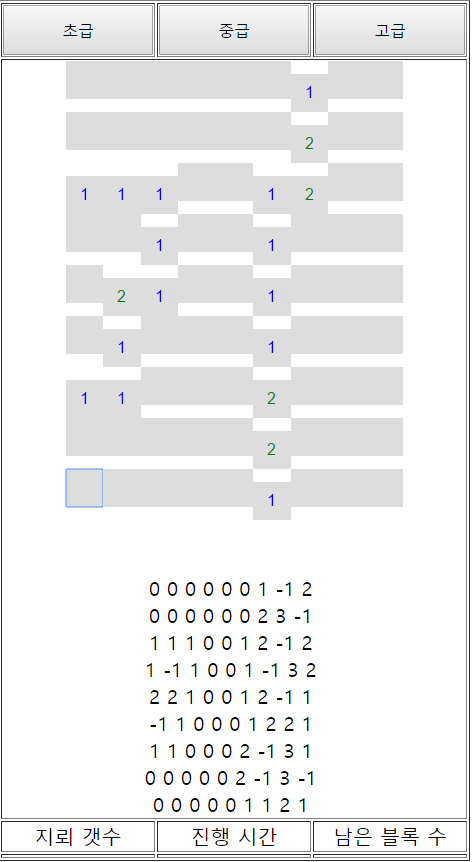 초급 중급 고급
1
2
1 1 1 1 2
1 1
2 1 1
1 1
1 1 2
2
1
0 0 0 0 0 0 1 -1 2
0 0 0 0 0 0 2 3 -1
1 1 1 0 0 1 2 -1 2
1 -1 1 0 0 1 -1 3 2
2 2 1 0 0 1 2 -1 1
-1 1 0 0 0 1 2 2 1
1 1 0 0 0 2 -1 3 1
0 0 0 0 0 2 -1 3 -1
0 0 0 0 0 1 1 2 1
지뢰 갯수 진행 시간 남은 블록 수